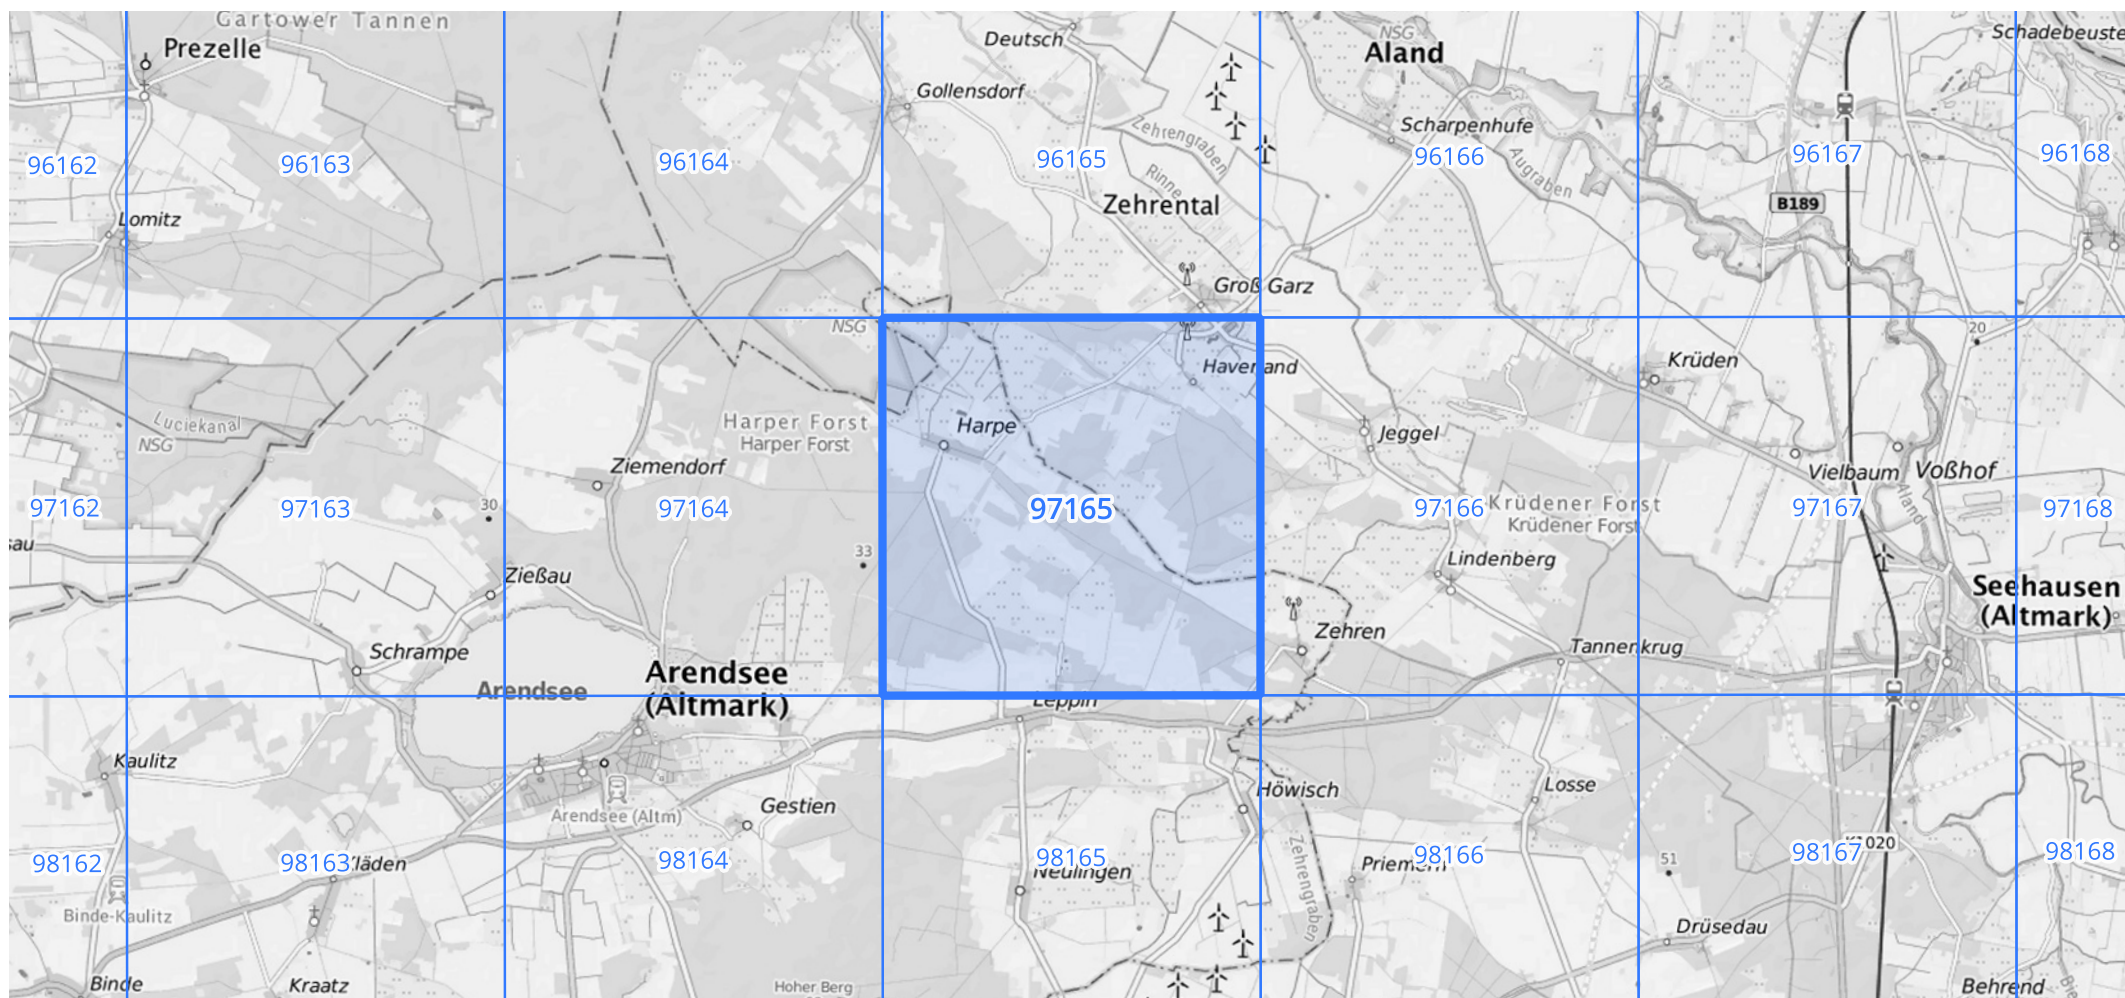 Gartower Tannen
Prezelle
Deutsch
NSG
Aland
Gollensdorf
Scharpenhufe
Zehrengraben
Rinne
Augraben
96162
96163
96164
96165
96166
96167
96168
B189
Lomitz
Zehrental
Groß Garz
NSG
20
Haverland
Krüden
Luciekanal
NSG
Harper Forst
Harper Forst
Harpe
Jeggel
Ziemendorf
Vielbaum
Voßhof
30
Krüdener Forst
Krüdener Forst
Aland
97162
97163
97164
97165
97166
97167
97168
33
Zießau
Lindenberg
Seehausen
(Altmark)
Schrampe
Zehren
Tannenkrug
Arendsee
Arendsee
(Altmark)
Leppin
Kaulitz
Höwisch
Losse
Gestien
Arendsee (Altm)
98162
98163
98164
98165
98166
98167
98168
Neulingen
Priemern
51
Zehrengraben
Binde-Kaulitz
Drüsedau
Binde
Kraatz
Hoher Berg
Behrend